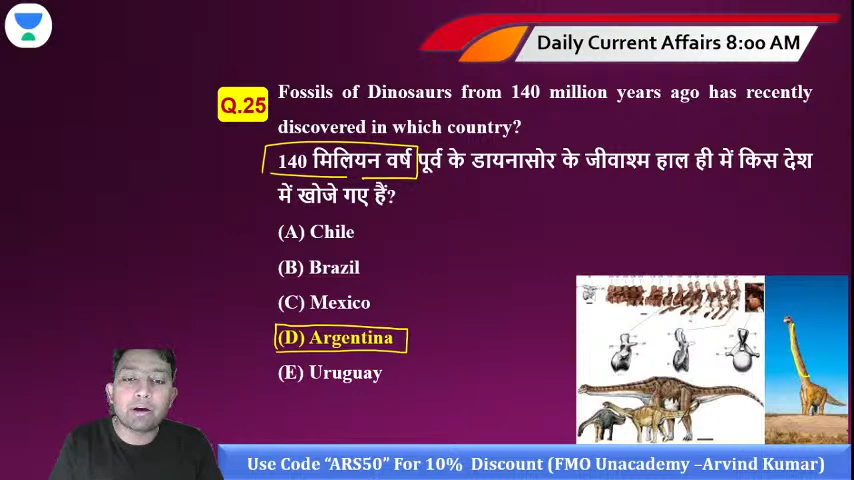 Daily Current Affairs 8:00 AM
Q.25
Fossils of Dinosaurs from 140 million years ago has recently
discovered in which country?
140 मिलियन वर्ष पूर्व के डायनासोर के जीवाश्म हाल ही में किस देश
में खोजे गए हैं?
(A) Chile
(B) Brazil
(C) Mexico
(D) Argentina
(E) Uruguay
Use Code “ARS50” For 10% Discount (FMO Unacademy –Arvind Kumar)